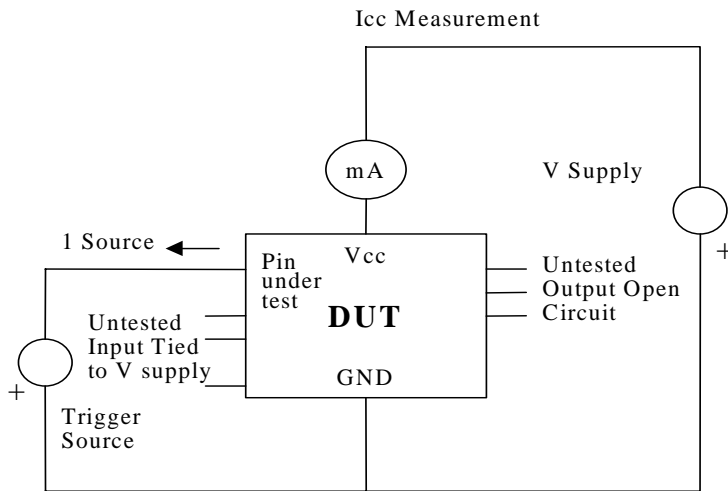 Icc Measurement
mA
V Supply
+
1 Source
Vcc
Pin
under
test
DUT
GND
Untested
Output Open
Circuit
Untested
Input Tied
to V supply
+
Trigger
Source